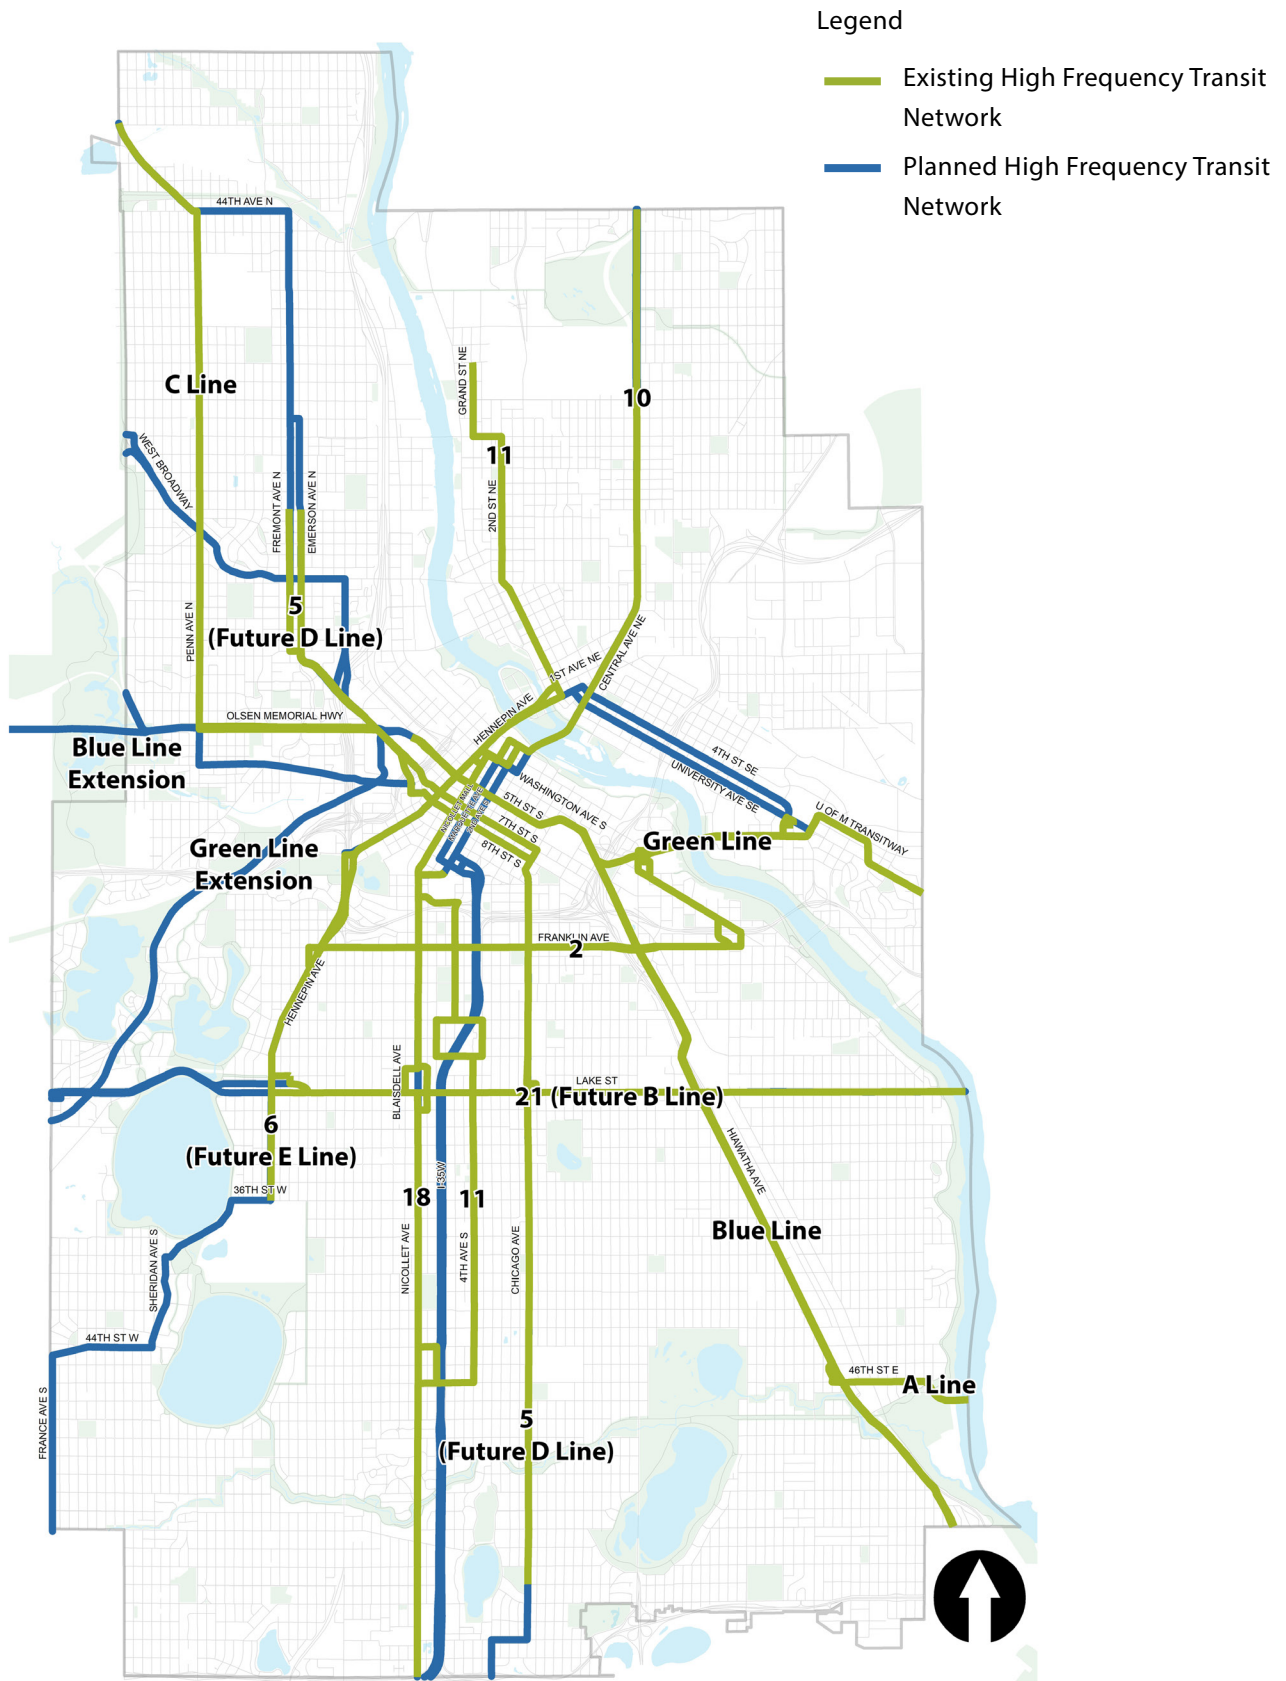 Legend
Existing High Frequency Transit
Network
Planned High Frequency Transit
Network
44TH AVE N
C Line
GRAND ST NE
10
11
WEST BROADWAY
FREMONT AVE N
EMERSON AVE N
2ND ST NE
5
(Future D Line)
PENN AVE N
1ST AVE NE
CENTRAL AVE NE
OLSEN MEMORIAL HWY
HENNEPIN AVE
Blue Line
Extension
4TH ST SE
UNIVERSITY AVE SE
WASHINGTON AVE S
5TH ST S
7TH ST S
8TH ST S
NICOLLET MALL
U OF M TRANSITWAY
Green Line
Green Line
Extension
FRANKLIN AVE
2
HENNEPIN AVE
BLAISDELL AVE
LAKE ST
21 (Future B Line)
6
(Future E Line)
HIAWATHA AVE
I-35W
36TH ST W
18
11
Blue Line
SHERIDAN AVE S
NICOLLET AVE
4TH AVE S
CHICAGO AVE
44TH ST W
46TH ST E
A Line
FRANCE AVE S
5
(Future D Line)